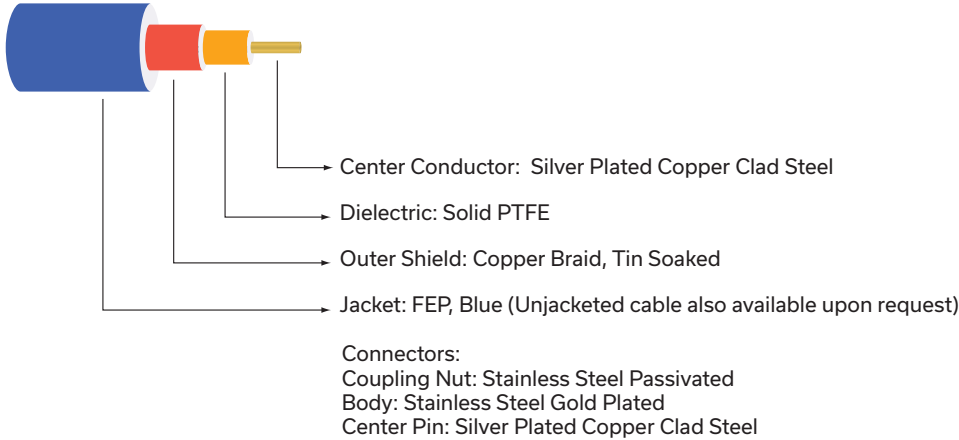 Center Conductor: Silver Plated Copper Clad Steel
Dielectric: Solid PTFE
Outer Shield: Copper Braid, Tin Soaked
Jacket: FEP, Blue (Unjacketed cable also available upon request)
Connectors:
Coupling Nut: Stainless Steel Passivated
Body: Stainless Steel Gold Plated
Center Pin: Silver Plated Copper Clad Steel